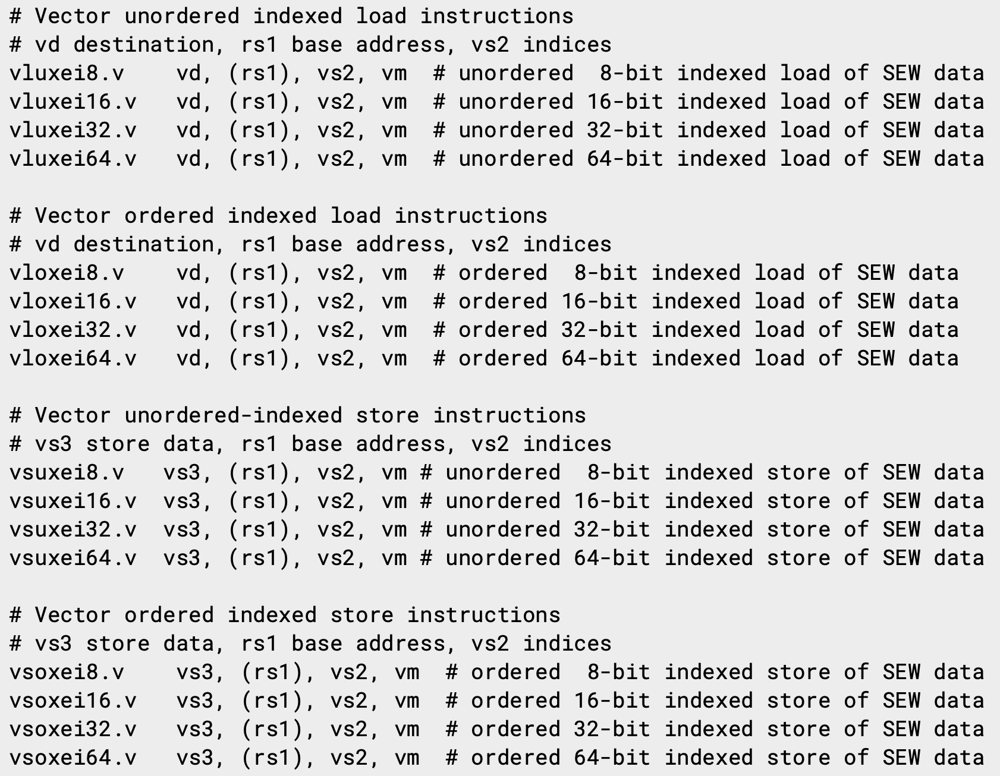 # Vector unordered indexed load instructions
# vd destination, rs1 base address, vs2 indices
vluxei8.v    vd, (rs1), vs2, vm  # unordered  8-bit indexed load of SEW data
vluxei16.v   vd, (rs1), vs2, vm  # unordered 16-bit indexed load of SEW data
vluxei32.v   vd, (rs1), vs2, vm  # unordered 32-bit indexed load of SEW data
vluxei64.v   vd, (rs1), vs2, vm  # unordered 64-bit indexed load of SEW data

# Vector ordered indexed load instructions
# vd destination, rs1 base address, vs2 indices
vloxei8.v    vd, (rs1), vs2, vm  # ordered  8-bit indexed load of SEW data
vloxei16.v   vd, (rs1), vs2, vm  # ordered 16-bit indexed load of SEW data
vloxei32.v   vd, (rs1), vs2, vm  # ordered 32-bit indexed load of SEW data
vloxei64.v   vd, (rs1), vs2, vm  # ordered 64-bit indexed load of SEW data

# Vector unordered-indexed store instructions
# vs3 store data, rs1 base address, vs2 indices
vsuxei8.v   vs3, (rs1), vs2, vm # unordered  8-bit indexed store of SEW data
vsuxei16.v  vs3, (rs1), vs2, vm # unordered 16-bit indexed store of SEW data
vsuxei32.v  vs3, (rs1), vs2, vm # unordered 32-bit indexed store of SEW data
vsuxei64.v  vs3, (rs1), vs2, vm # unordered 64-bit indexed store of SEW data

# Vector ordered indexed store instructions
# vs3 store data, rs1 base address, vs2 indices
vsoxei8.v    vs3, (rs1), vs2, vm  # ordered  8-bit indexed store of SEW data
vsoxei16.v   vs3, (rs1), vs2, vm  # ordered 16-bit indexed store of SEW data
vsoxei32.v   vs3, (rs1), vs2, vm  # ordered 32-bit indexed store of SEW data
vsoxei64.v   vs3, (rs1), vs2, vm  # ordered 64-bit indexed store of SEW data